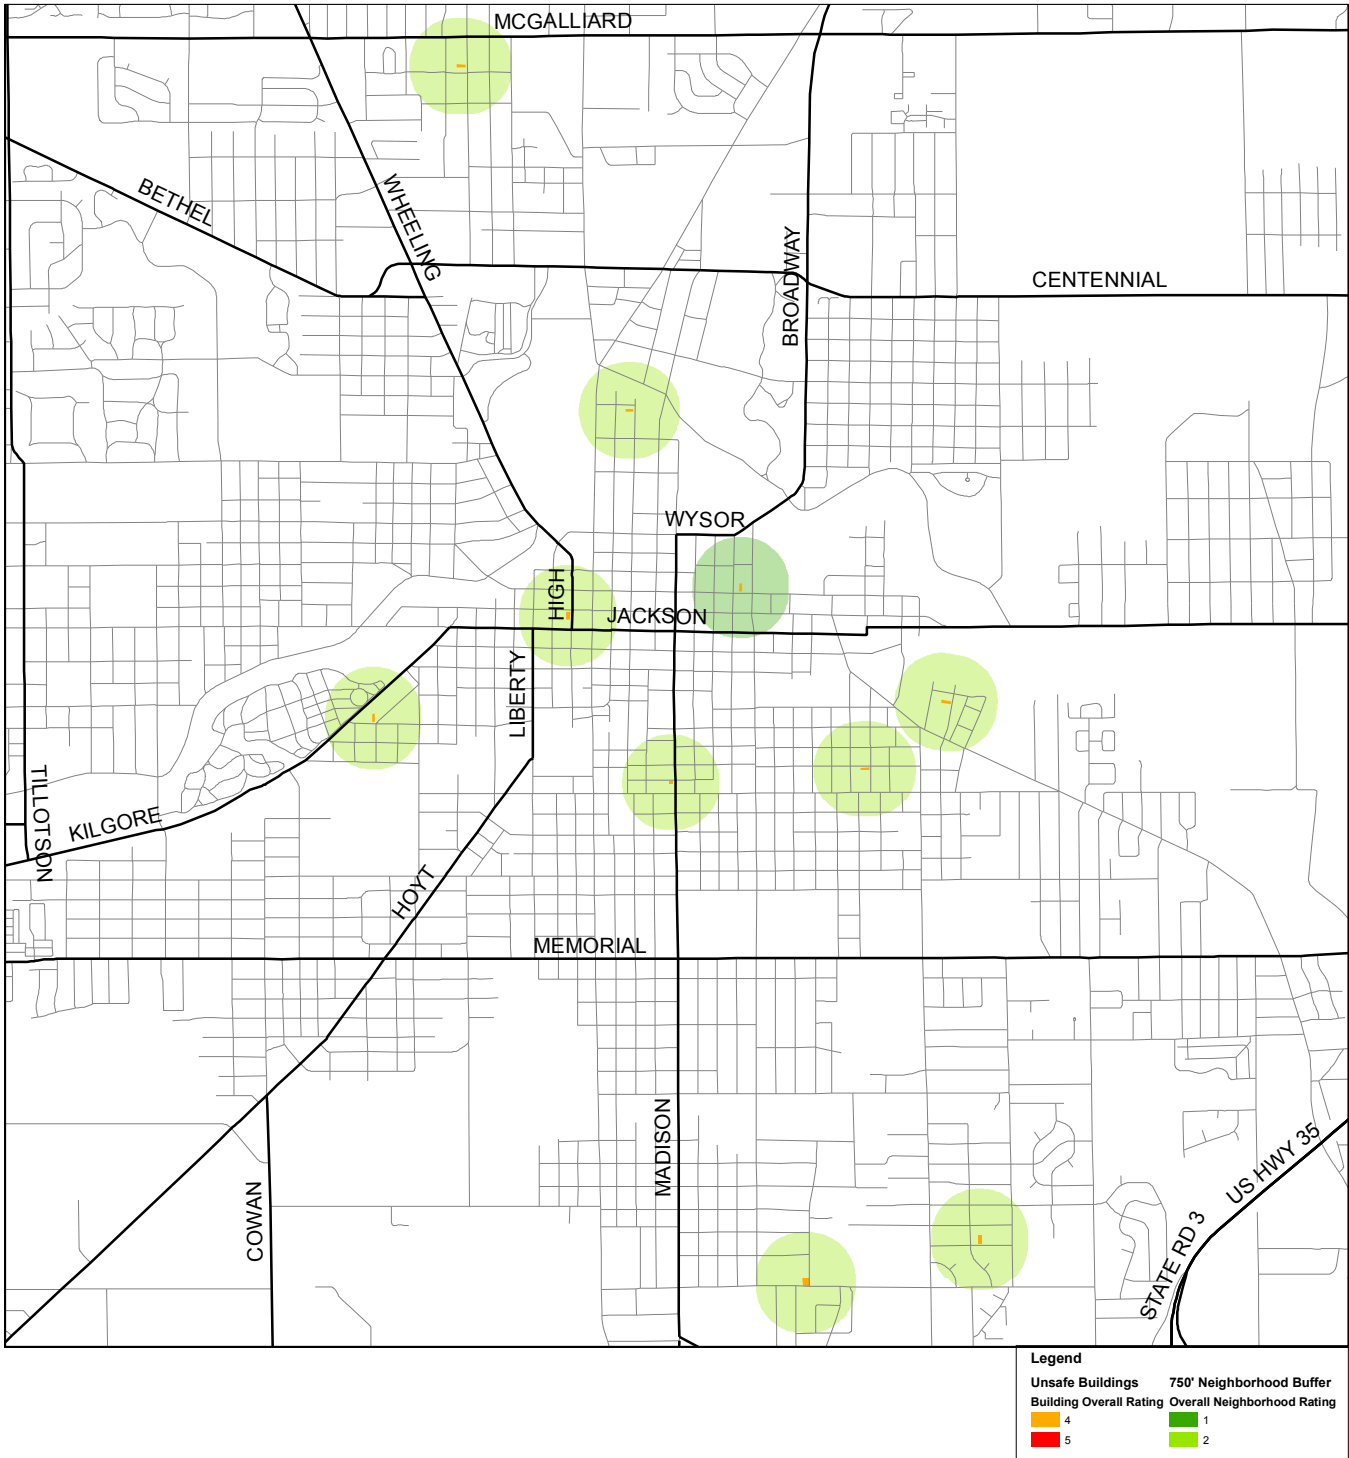 MCGALLIARD
BETHEL
WHEELING
BROADWAY
CENTENNIAL
WYSOR
HIGH
JACKSON
LIBERTY
TILLOTSON
KILGORE
HOYT
MEMORIAL
MADISON
COWAN
US HWY 35
STATE RD 3
Legend
Unsafe Buildings
750' Neighborhood Buffer
Building Overall Rating
Overall Neighborhood Rating
4
1
5
2